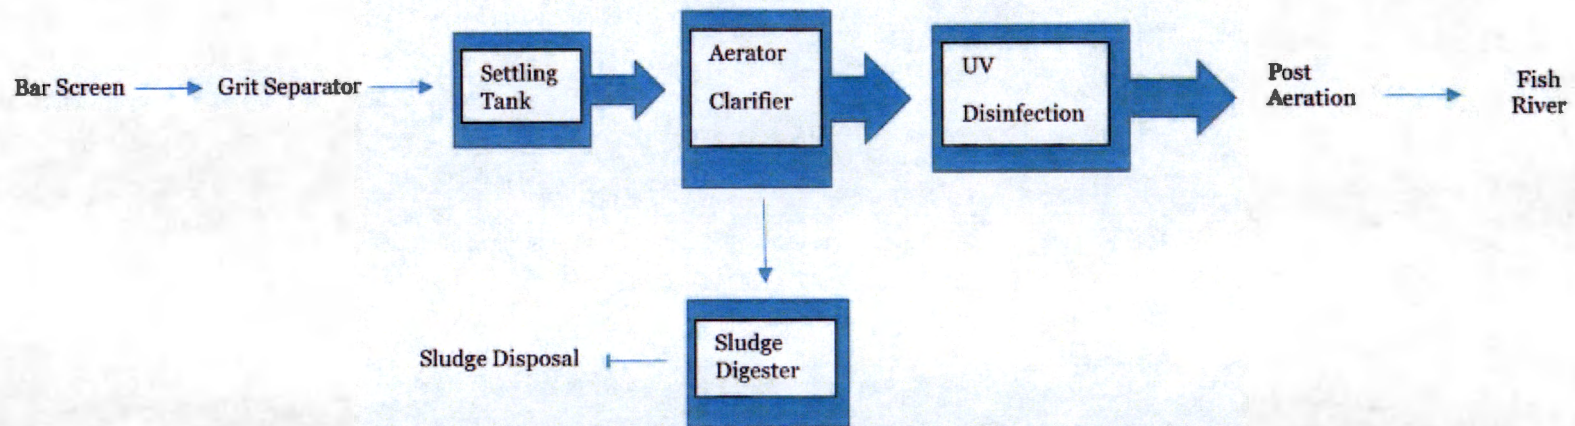 Bar Screen
Grit Separator
Settling
Tank
Aerator
Clarifier
UV
Disinfection
Post
Aeration
Fish
River
Sludge Disposal
Sludge
Digester